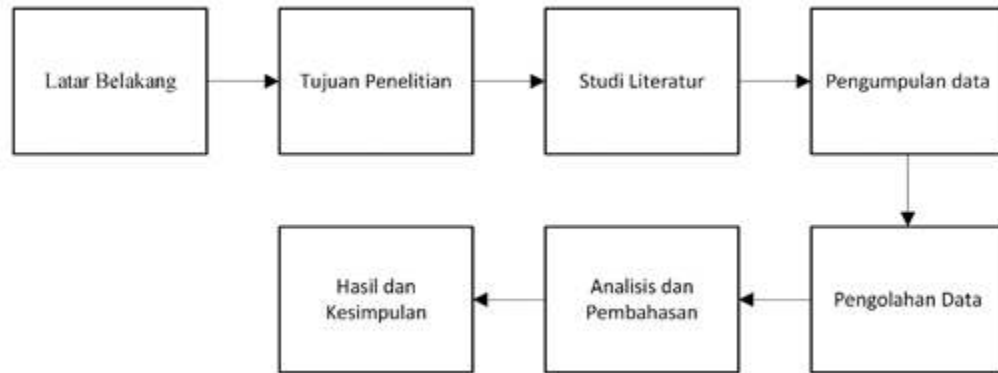 Latar Belakang
Tujuan Penelitian
Studi Literatur
Pengumpulan data
Pengolahan Data
Analisis dan
Pembahasan
Hasil dan
Kesimpulan